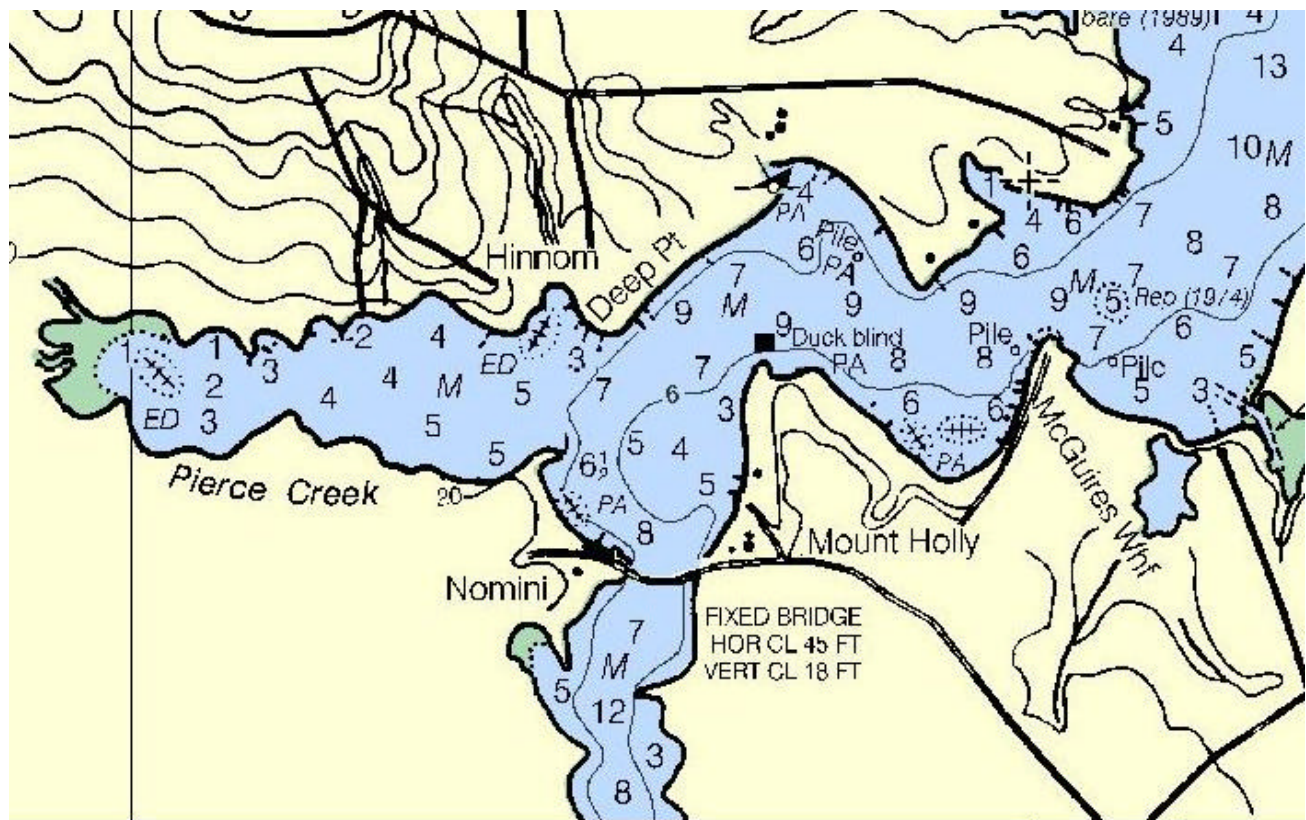 bare (1989)
4
4
13
5
10 M
1
4
PA
4
6
7
8
Pile
PA
6
6
8
Hinnom
Deep Pt
7
M
9
9
9
9
M
7
5
Rep (1974)
7
9
Duck blind
PA
8
8
Pile
7
6
Pile
5
5
3
1
1
2
3
2
4
4
4
M
ED
3
5
7
7
6
3
6
6
PA
ED
3
5
5
5
4
5
6½
PA
8
Pierce Creek
20
McGuires Whf
Mount Holly
Nomini
FIXED BRIDGE
HOR CL 45 FT
VERT CL 18 FT
7
M
5
12
3
8